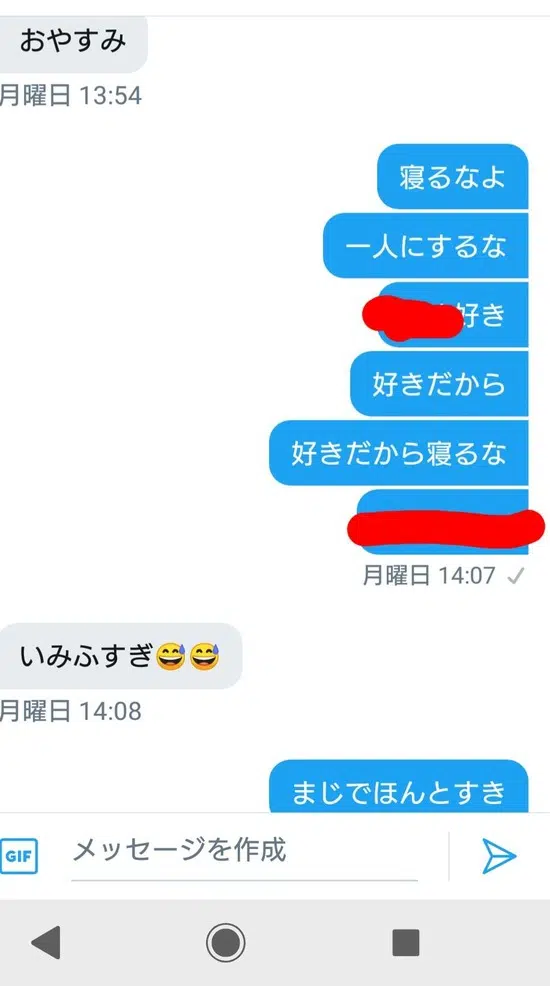 おやすみ
月曜日 13:54
寝るなよ
一人にするな
好き
好きだから
好きだから寝るな
月曜日 14:07
いみふすぎ😅😅
月曜日 14:08
まじでほんとすき
GIF
メッセージを作成